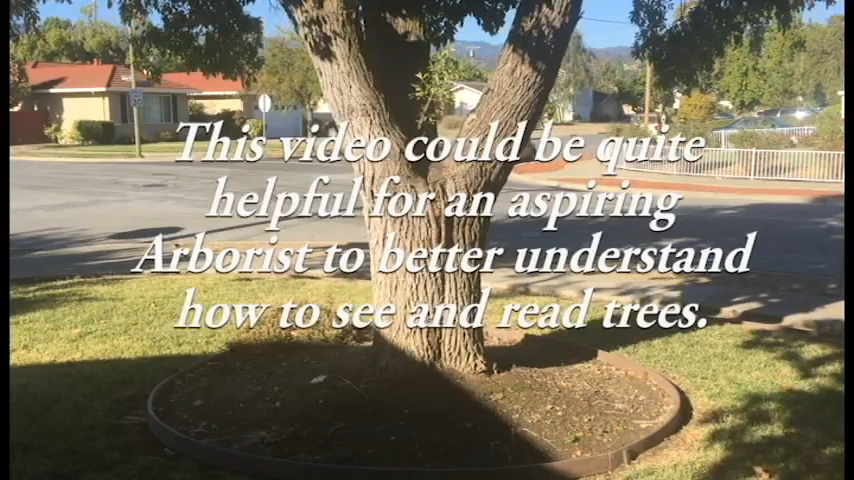 This video could be quite
helpful for an aspiring
Arborist to better understand
how to see and read trees.